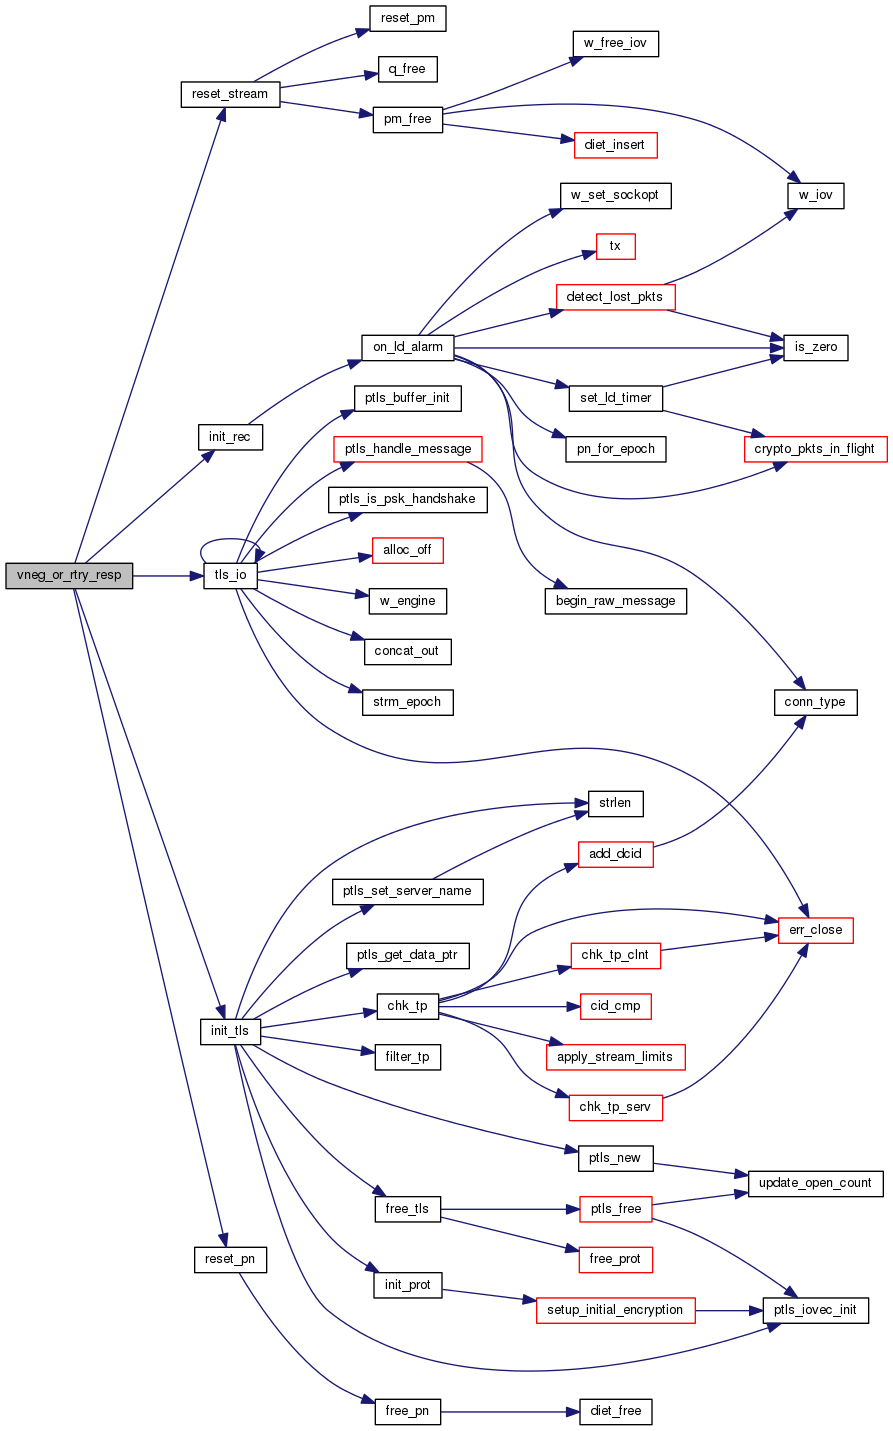 reset_pm
w_free_iov
q_free
reset_stream
pm_free
diet_insert
w_set_sockopt
w_iov
tx
detect_lost_pkts
on_ld_alarm
is_zero
ptls_buffer_init
set_ld_timer
init_rec
ptls_handle_message
pn_for_epoch
crypto_pkts_in_flight
ptls_is_psk_handshake
alloc_off
vneg_or_rtry_resp
tls_io
w_engine
begin_raw_message
concat_out
strm_epoch
conn_type
strlen
add_dcid
ptls_set_server_name
err_close
ptls_get_data_ptr
chk_tp_clnt
chk_tp
cid_cmp
init_tls
filter_tp
apply_stream_limits
chk_tp_serv
ptls_new
update_open_count
free_tls
ptls_free
reset_pn
free_prot
init_prot
setup_initial_encryption
ptls_iovec_init
free_pn
diet_free